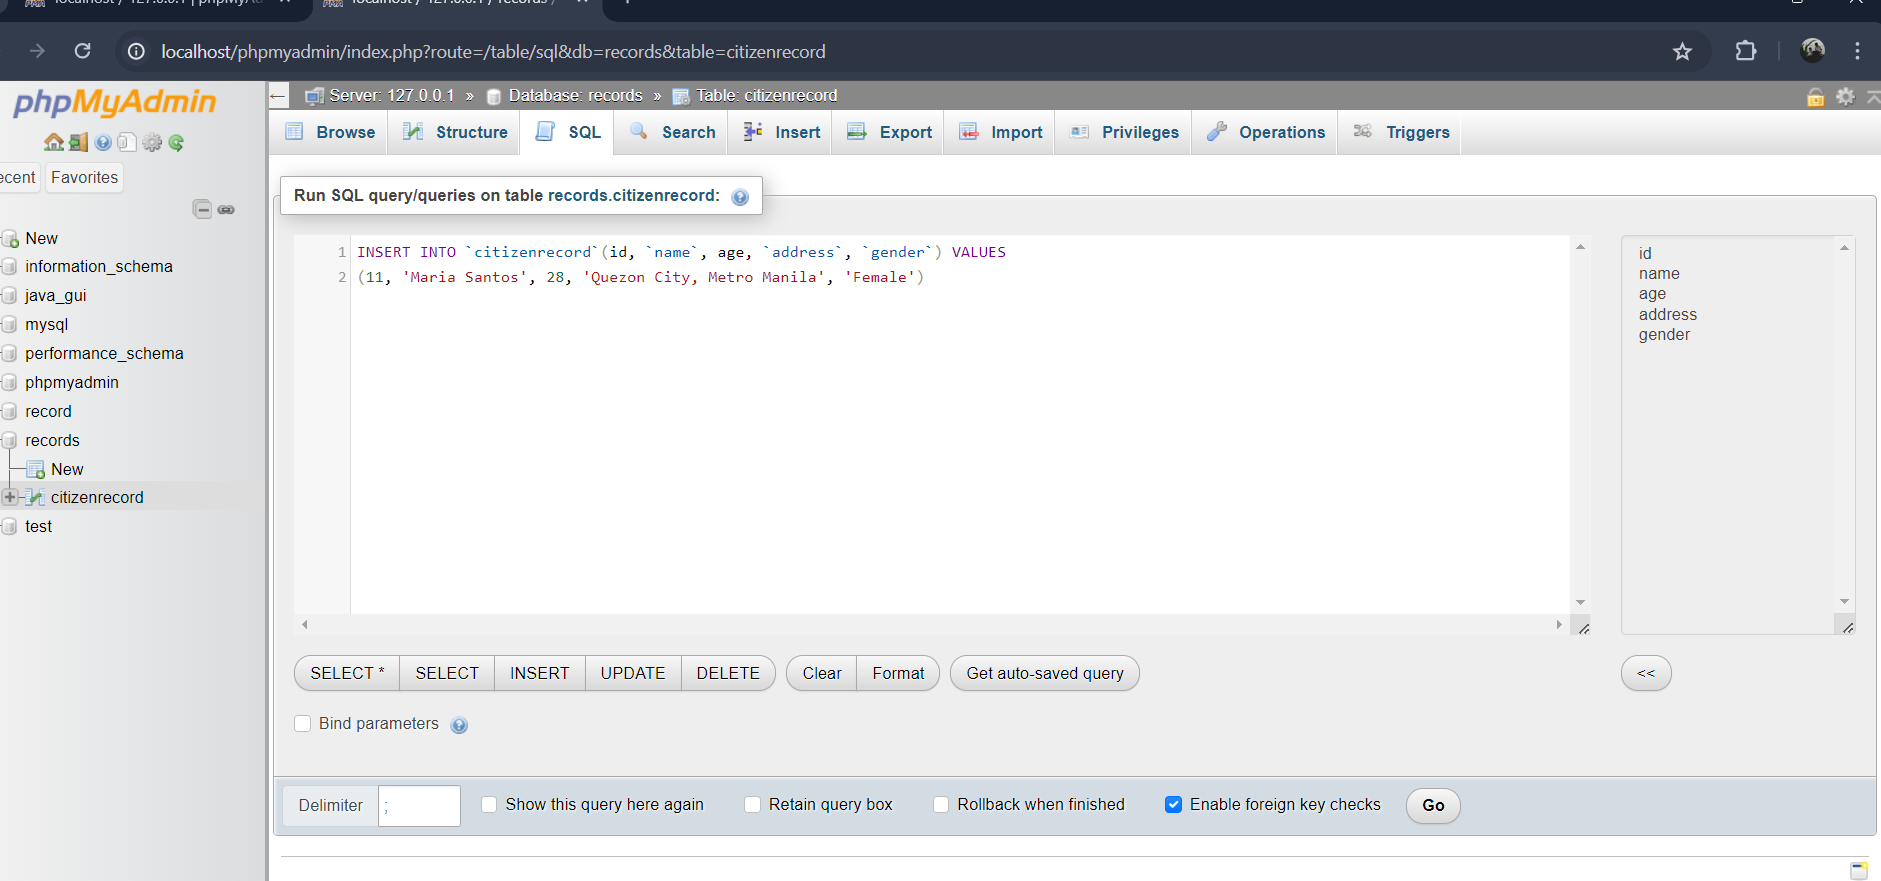 localhost / 127.0.0.1 | phpMyAd
localhost / 127.0.0.1 / records /
localhost/phpmyadmin/index.php?route=/table/sql&db=records&table=citizenrecord
phpMyAdmin
Favorites
New
information_schema
java_gui
mysql
performance_schema
phpmyadmin
record
records
New
citizenrecord
test
Server: 127.0.0.1 » Database: records » Table: citizenrecord
Browse Structure SQL Search Insert Export Import Privileges Operations Triggers
Run SQL query/queries on table records.citizenrecord:
1 INSERT INTO `citizenrecord`(id, `name`, age, `address`, `gender`) VALUES
2 (11, 'Maria Santos', 28, 'Quezon City, Metro Manila', 'Female')
id
name
age
address
gender
SELECT * SELECT INSERT UPDATE DELETE Clear Format Get auto-saved query <<
Bind parameters
Delimiter ; Show this query here again Retain query box Rollback when finished Enable foreign key checks Go